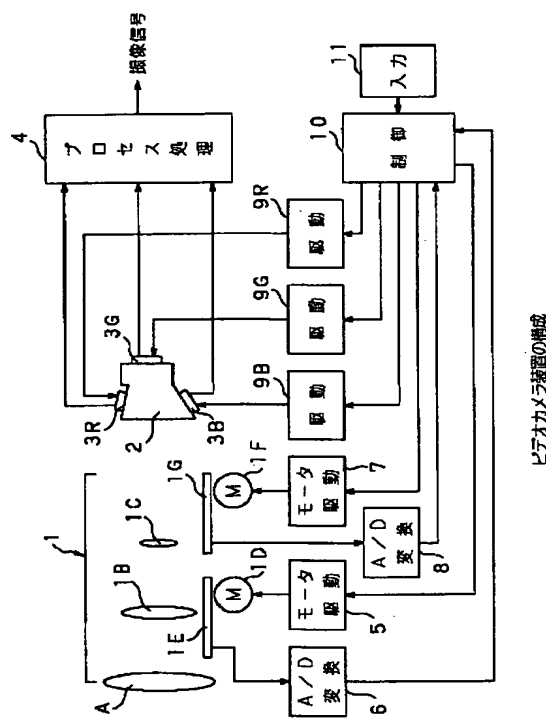 1
A
1B
1C
1E
1G
M
1D
M
1F
2
3R
3G
3B
4
プロセス処理
撮像信号
A/D
変換
6
モータ
駆動
5
A/D
変換
8
モータ
駆動
7
駆動
9B
駆動
9G
駆動
9R
制御
10
入力
11
ビデオカメラ装置の構成